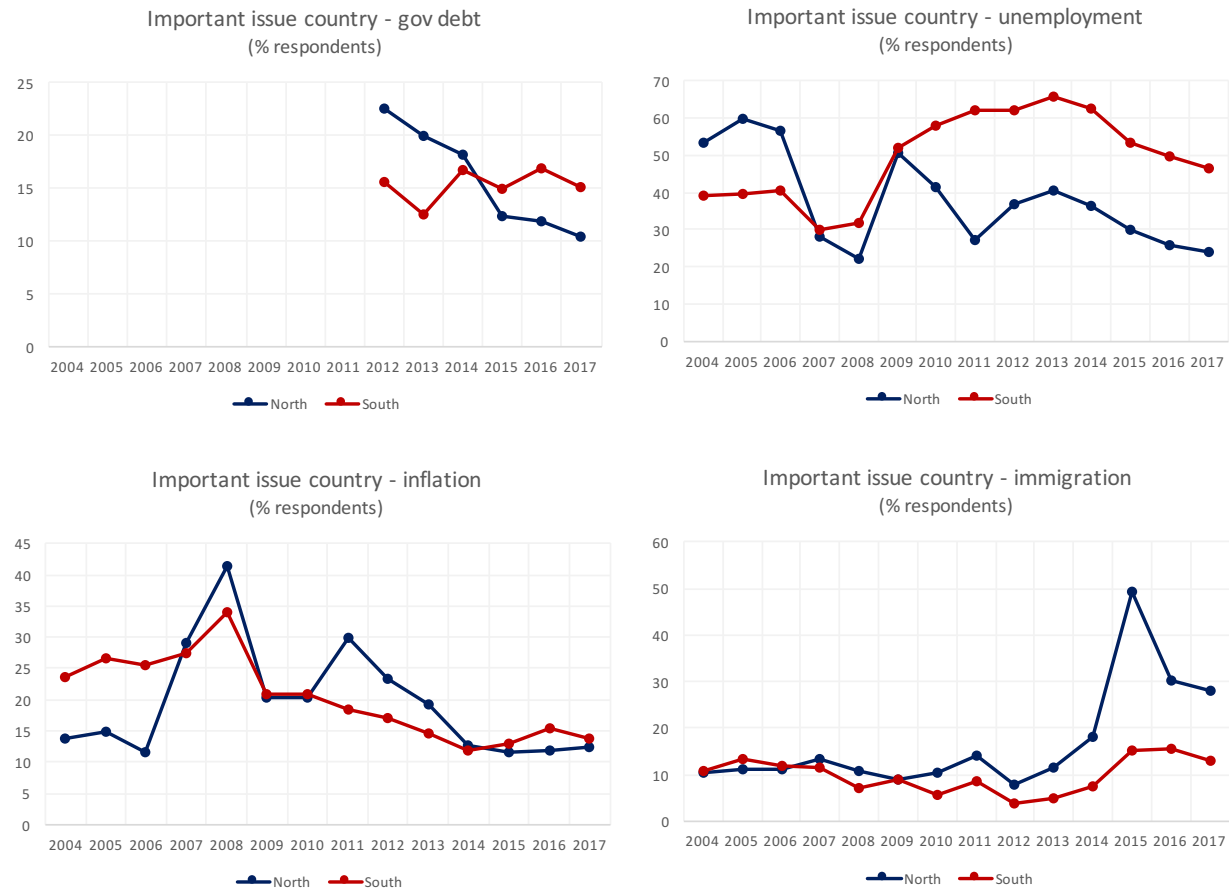 Important issue country - gov debt
(% respondents)
25
20
15
10
5
0
2004 2005 2006 2007 2008 2009 2010 2011 2012 2013 2014 2015 2016 2017
North South
Important issue country - unemployment
(% respondents)
70
60
50
40
30
20
10
0
2004 2005 2006 2007 2008 2009 2010 2011 2012 2013 2014 2015 2016 2017
North South
Important issue country - inflation
(% respondents)
45
40
35
30
25
20
15
10
5
0
2004 2005 2006 2007 2008 2009 2010 2011 2012 2013 2014 2015 2016 2017
North South
Important issue country - immigration
(% respondents)
60
50
40
30
20
10
0
2004 2005 2006 2007 2008 2009 2010 2011 2012 2013 2014 2015 2016 2017
North South